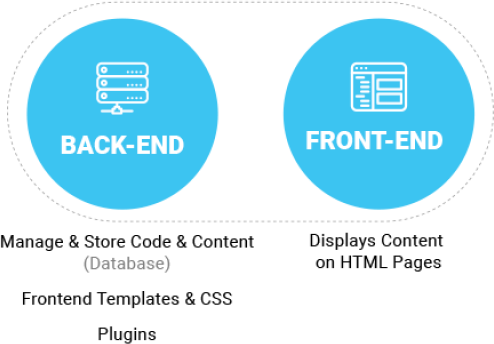 BACK-END
FRONT-END
Manage & Store Code & Content
(Database)
Frontend Templates & CSS
Plugins
Displays Content
on HTML Pages